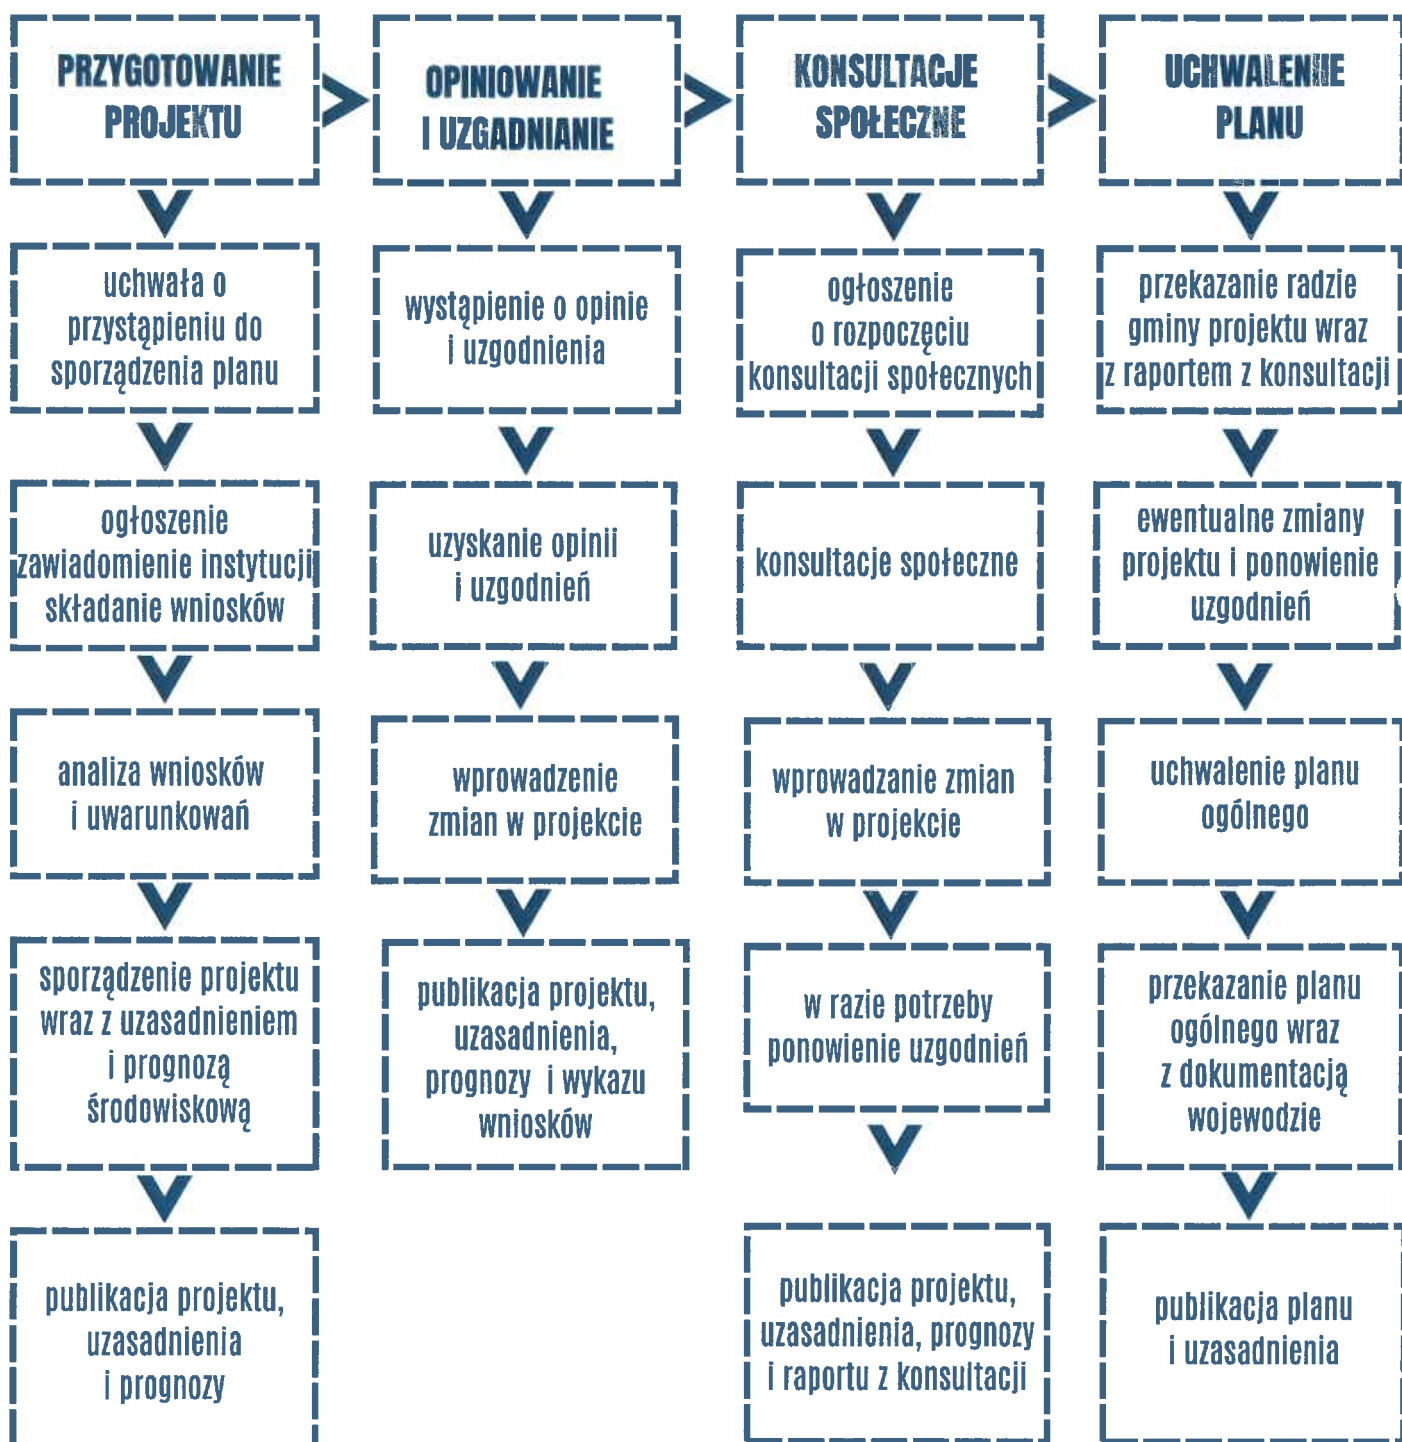 PRZYGOTOWANIE
PROJEKTU
uchwała o
przystąpieniu do
sporządzenia planu
ogłoszenie
zawiadomienie instytucji
składanie wniosków
analiza wniosków
i uwarunkowań
sporządzenie projektu
wraz z uzasadnieniem
i prognozą
środowiskową
publikacja projektu,
uzasadnienia
i prognozy
OPINIOWANIE
I UZGADNIANIE
wystąpienie o opinie
i uzgodnienia
uzyskanie opinii
i uzgodnień
wprowadzenie
zmian w projekcie
publikacja projektu,
uzasadnienia,
prognozy i wykazu
wniosków
KONSULTACJE
SPOŁECZNE
ogłoszenie
o rozpoczęciu
konsultacji społecznych
konsultacje społeczne
wprowadzanie zmian
w projekcie
w razie potrzeby
ponowienie uzgodnień
publikacja projektu,
uzasadnienia, prognozy
i raportu z konsultacji
UCHWALENIE
PLANU
przekazanie radzie
gminy projektu wraz
z raportem z konsultacji
ewentualne zmiany
projektu i ponowienie
uzgodnień
uchwalenie planu
ogólnego
przekazanie planu
ogólnego wraz
z dokumentacją
wojewodzie
publikacja planu
i uzasadnienia